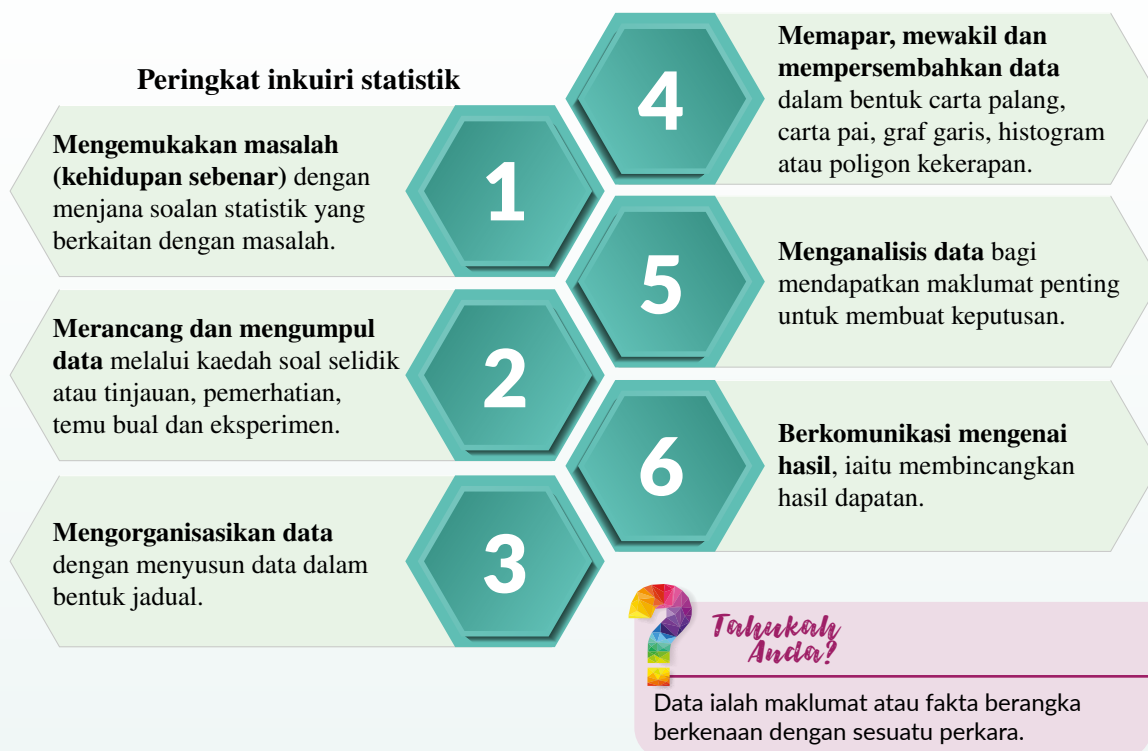 Peringkat inkuiri statistik
1
Mengemukakan masalah
(kehidupan sebenar) dengan
menjana soalan statistik yang
berkaitan dengan masalah.
2
Merancang dan mengumpul
data melalui kaedah soal selidik
atau tinjauan, pemerhatian,
temu bual dan eksperimen.
3
Mengorganisasikan data
dengan menyusun data dalam
bentuk jadual.
4
Memapar, mewakil dan
mempersembahkan data
dalam bentuk carta palang,
carta pai, graf garis, histogram
atau poligon kekerapan.
5
Menganalisis data bagi
mendapatkan maklumat penting
untuk membuat keputusan.
6
Berkomunikasi mengenai
hasil, iaitu membincangkan
hasil dapatan.
?
Tahukah
Anda?
Data ialah maklumat atau fakta berangka
berkenaan dengan sesuatu perkara.